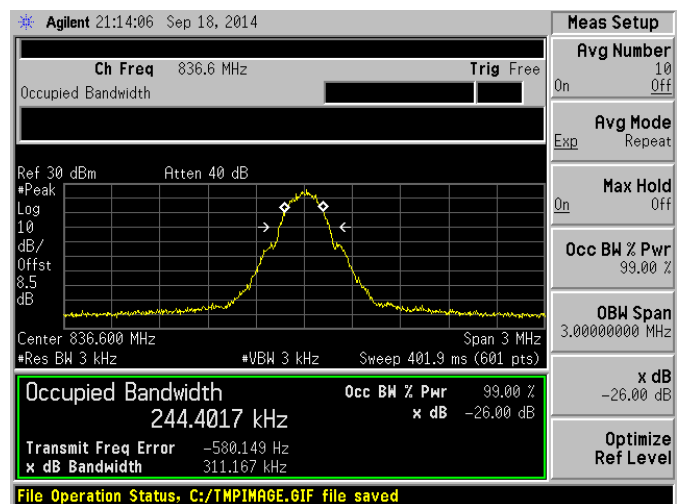 Agilent 21:14:06 Sep 18, 2014
Meas Setup
Ch Freq 836.6 MHz Trig Free
Occupied Bandwidth
Avg Number
10
On Off
Avg Mode
Exp Repeat
Max Hold
On Off
Occ BW % Pwr
99.00 %
OBW Span
3.00000000 MHz
x dB
-26.00 dB
Optimize
Ref Level
Ref 30 dBm Atten 40 dB
#Peak
Log
10
dB/
Offst
8.5
dB
Center 836.600 MHz Span 3 MHz
#Res BW 3 kHz #VBW 3 kHz Sweep 401.9 ms (601 pts)
Occupied Bandwidth Occ BW % Pwr 99.00 %
244.4017 kHz x dB -26.00 dB
Transmit Freq Error -580.149 Hz
x dB Bandwidth 311.167 kHz
File Operation Status, C:/TMPIMAGE.GIF file saved